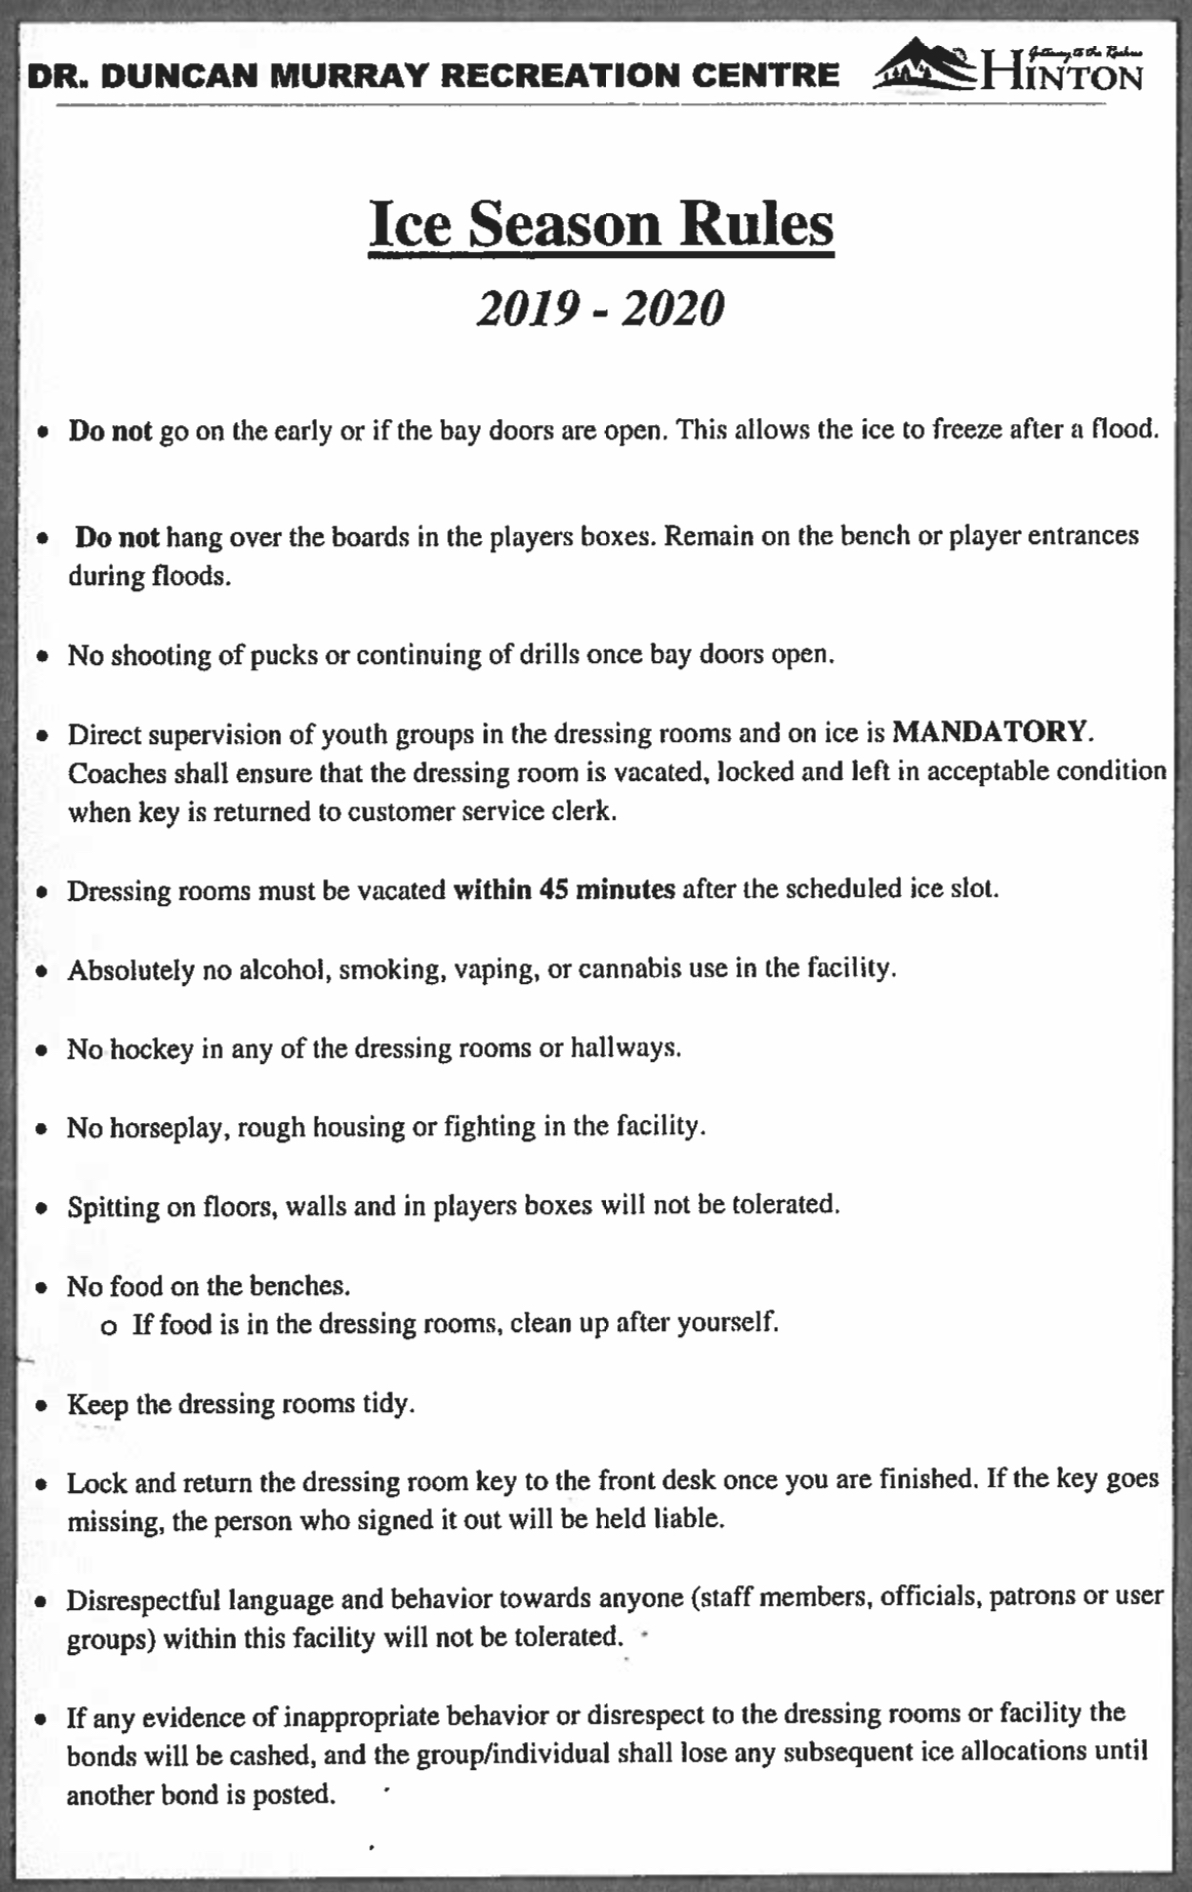 DR. DUNCAN MURRAY RECREATION CENTRE
Gateway to the Rockies
HINTON
Ice Season Rules
2019 - 2020
• Do not go on the early or if the bay doors are open. This allows the ice to freeze after a flood.
• Do not hang over the boards in the players boxes. Remain on the bench or player entrances
during floods.
• No shooting of pucks or continuing of drills once bay doors open.
• Direct supervision of youth groups in the dressing rooms and on ice is MANDATORY.
Coaches shall ensure that the dressing room is vacated, locked and left in acceptable condition
when key is returned to customer service clerk.
• Dressing rooms must be vacated within 45 minutes after the scheduled ice slot.
• Absolutely no alcohol, smoking, vaping, or cannabis use in the facility.
• No hockey in any of the dressing rooms or hallways.
• No horseplay, rough housing or fighting in the facility.
• Spitting on floors, walls and in players boxes will not be tolerated.
• No food on the benches.
o If food is in the dressing rooms, clean up after yourself.
• Keep the dressing rooms tidy.
• Lock and return the dressing room key to the front desk once you are finished. If the key goes
missing, the person who signed it out will be held liable.
• Disrespectful language and behavior towards anyone (staff members, officials, patrons or user
groups) within this facility will not be tolerated.
• If any evidence of inappropriate behavior or disrespect to the dressing rooms or facility the
bonds will be cashed, and the group/individual shall lose any subsequent ice allocations until
another bond is posted.